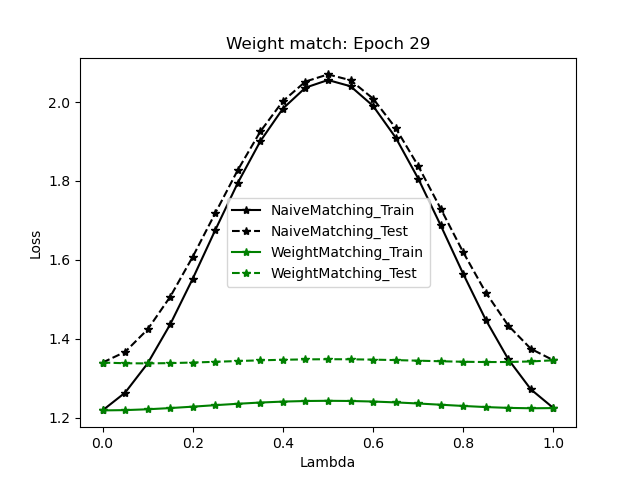 Weight match: Epoch 29
Loss
2.0
1.8
1.6
1.4
1.2
NaiveMatching_Train
NaiveMatching_Test
WeightMatching_Train
WeightMatching_Test
0.0 0.2 0.4 0.6 0.8 1.0
Lambda